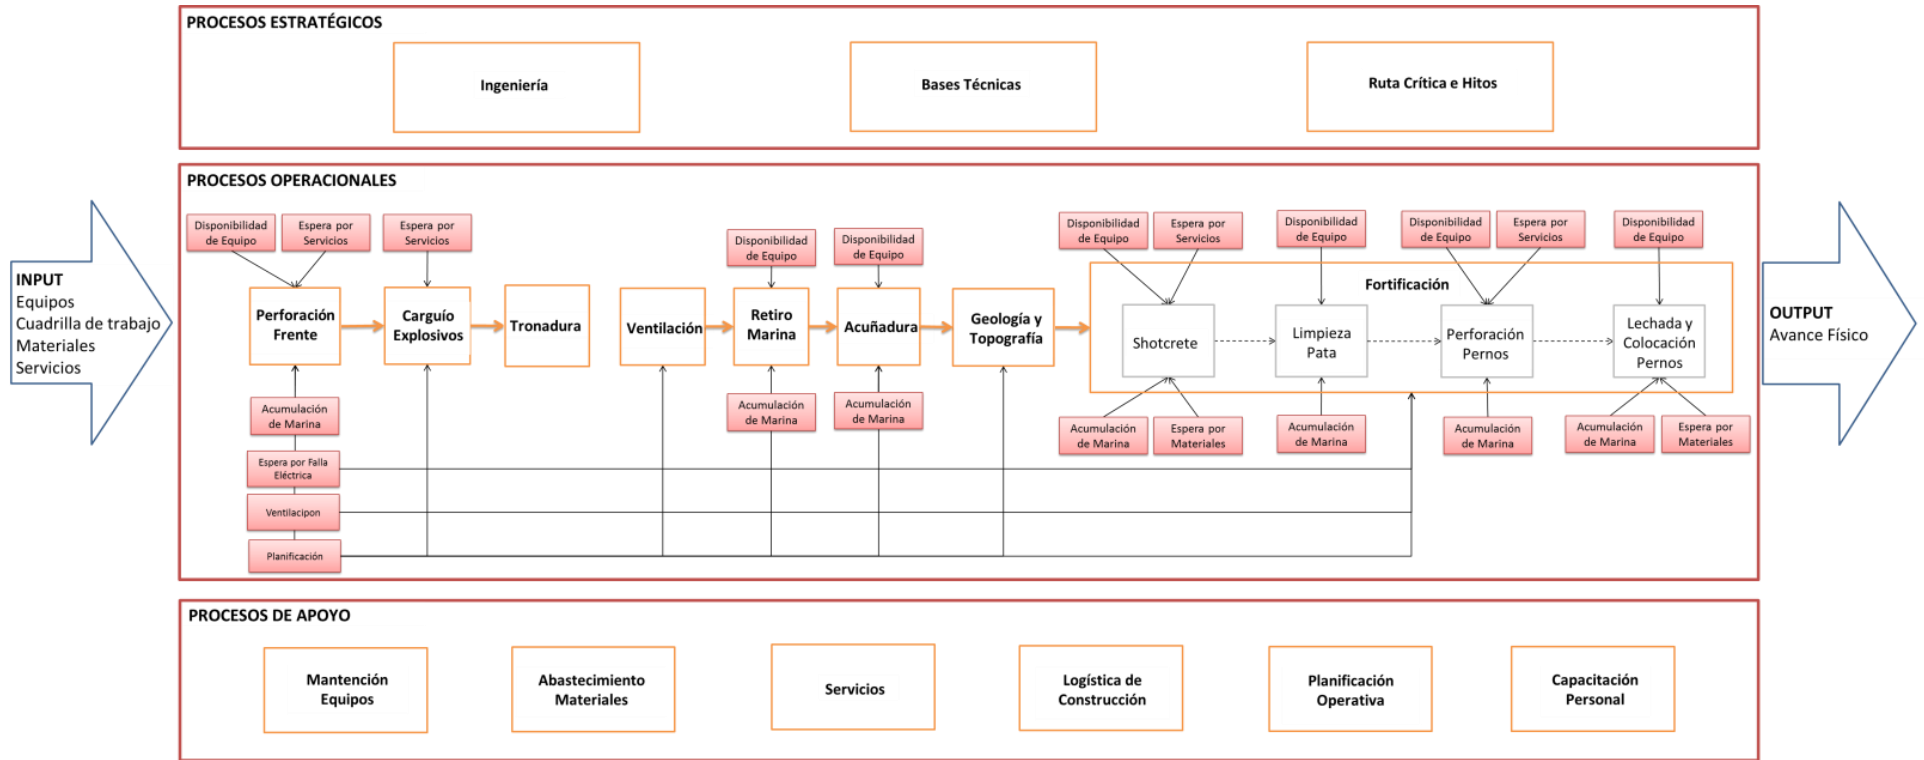 PROCESOS ESTRATÉGICOS
Ingeniería
Bases Técnicas
Ruta Crítica e Hitos
PROCESOS OPERACIONALES
INPUT
Equipos
Cuadrilla de trabajo
Materiales
Servicios
Disponibilidad
de Equipo
Espera por
Servicios
Espera por
Servicios
Disponibilidad
de Equipo
Disponibilidad
de Equipo
Disponibilidad
de Equipo
Espera por
Servicios
Disponibilidad
de Equipo
Disponibilidad
de Equipo
Espera por
Servicios
Disponibilidad
de Equipo
Perforación
Frente
Carguío
Explosivos
Tronadura
Ventilación
Retiro
Marina
Acuñadura
Geología y
Topografía
Fortificación
Shotcrete
Limpieza
Pata
Perforación
Pernos
Lechada y
Colocación
Pernos
Acumulación
de Marina
Acumulación
de Marina
Acumulación
de Marina
Acumulación
de Marina
Espera por
Materiales
Acumulación
de Marina
Acumulación
de Marina
Acumulación
de Marina
Espera por
Materiales
Espera por Falla
Eléctrica
Ventilacipon
Planificación
OUTPUT
Avance Físico
PROCESOS DE APOYO
Mantención
Equipos
Abastecimiento
Materiales
Servicios
Logística de
Construcción
Planificación
Operativa
Capacitación
Personal